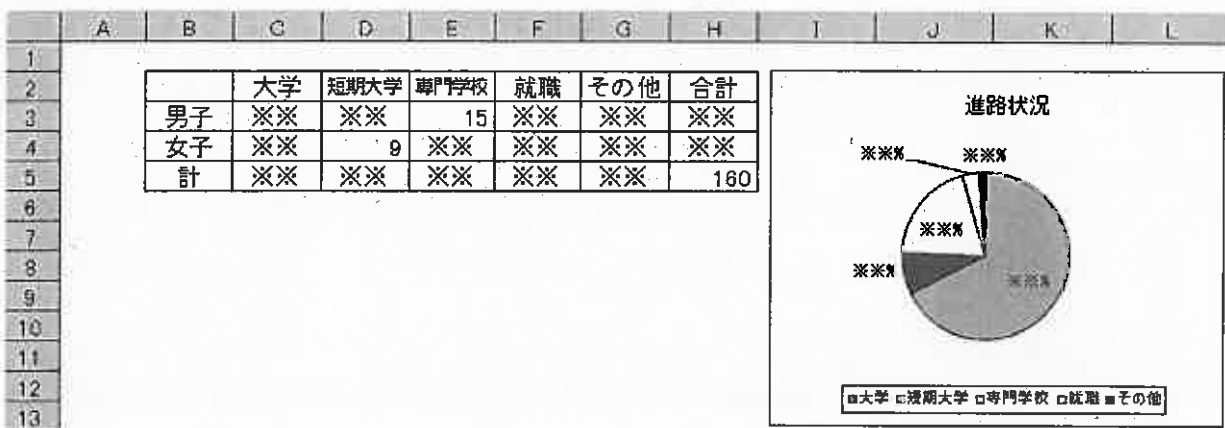 A B C D E F G H I J K L
1
2 大学 短期大学 専門学校 就職 その他 合計
3 男子 ※※ ※※ 15 ※※ ※※ ※※
4 女子 ※※ 9 ※※ ※※ ※※ ※※
5 計 ※※ ※※ ※※ ※※ ※※ 160
6
7
8
9
10
11
12
13
進路状況
※※% ※※%
※※%
※※%
※※%
大学 短期大学 専門学校 就職 その他